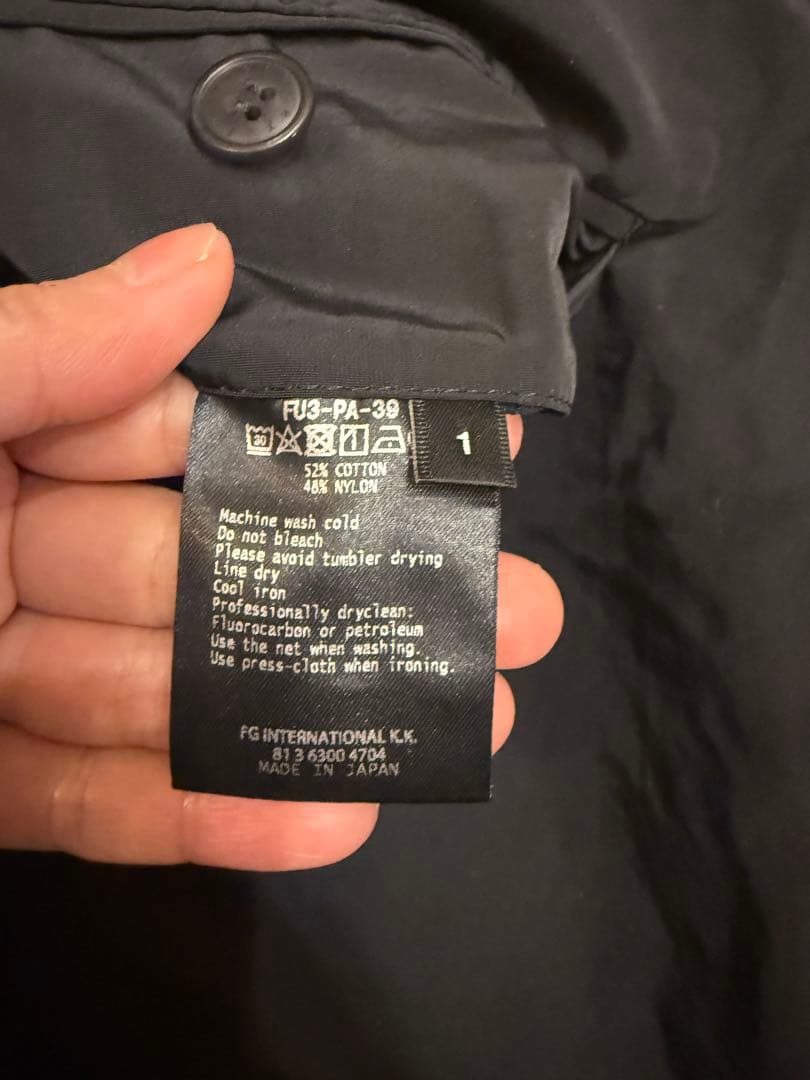 FU3-PA-39
1
30
52% COTTON
48% NYLON
Machine wash cold
Do not bleach
Please avoid tumbler drying
Line dry
Cool iron
Professionally dryclean:
Fluorocarbon or petroleum
Use the net when washing.
Use press-cloth when ironing.
FG INTERNATIONAL K.K.
81 3 6300 4704
MADE IN JAPAN